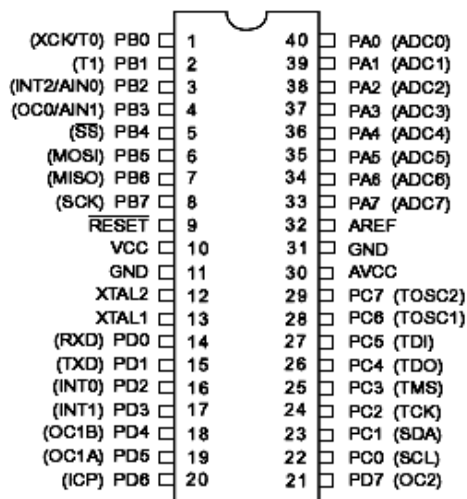 (XCK/T0) PB0 1 40 PA0 (ADC0)
(T1) PB1 2 39 PA1 (ADC1)
(INT2/AIN0) PB2 3 38 PA2 (ADC2)
(OC0/AIN1) PB3 4 37 PA3 (ADC3)
(S̅S̅) PB4 5 36 PA4 (ADC4)
(MOSI) PB5 6 35 PA5 (ADC5)
(MISO) PB6 7 34 PA6 (ADC6)
(SCK) PB7 8 33 PA7 (ADC7)
R̅E̅S̅E̅T̅ 9 32 AREF
VCC 10 31 GND
GND 11 30 AVCC
XTAL2 12 29 PC7 (TOSC2)
XTAL1 13 28 PC6 (TOSC1)
(RXD) PD0 14 27 PC5 (TDI)
(TXD) PD1 15 26 PC4 (TDO)
(INT0) PD2 16 25 PC3 (TMS)
(INT1) PD3 17 24 PC2 (TCK)
(OC1B) PD4 18 23 PC1 (SDA)
(OC1A) PD5 19 22 PC0 (SCL)
(ICP) PD6 20 21 PD7 (OC2)